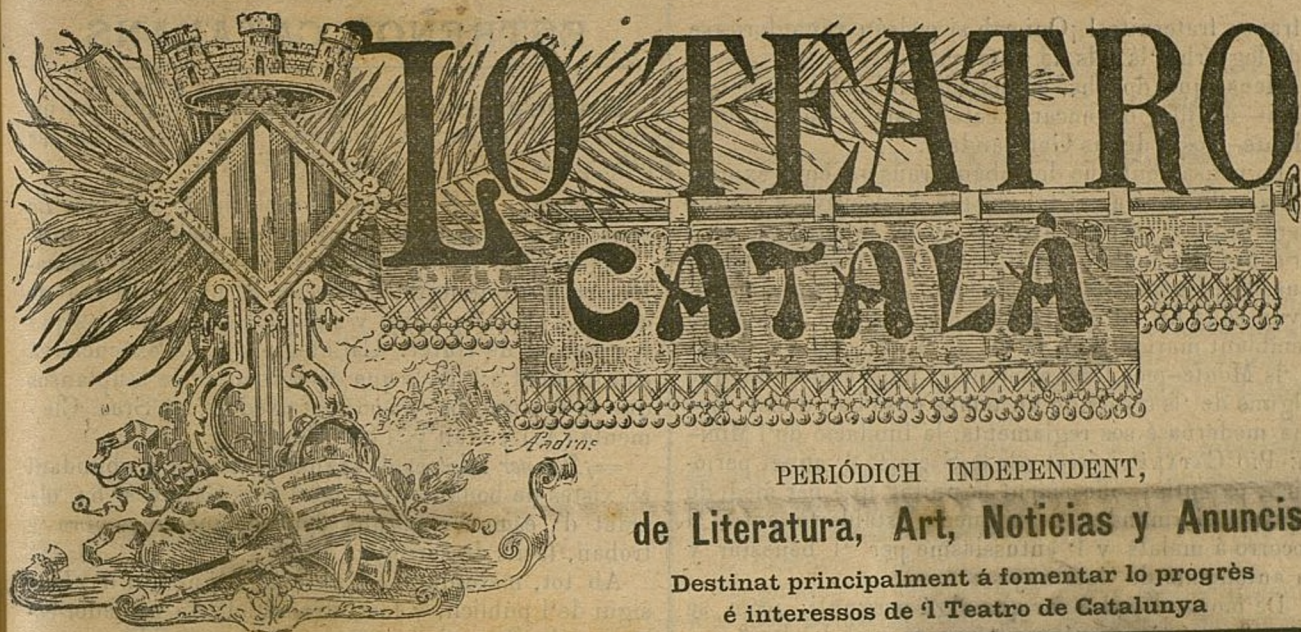 LO TEATRO
CATALÀ
Andros
PERIÓDICH INDEPENDENT,
de Literatura, Art, Noticias y Anuncis
Destinat principalment á fomentar lo progrès
é interessos de 'l Teatro de Catalunya